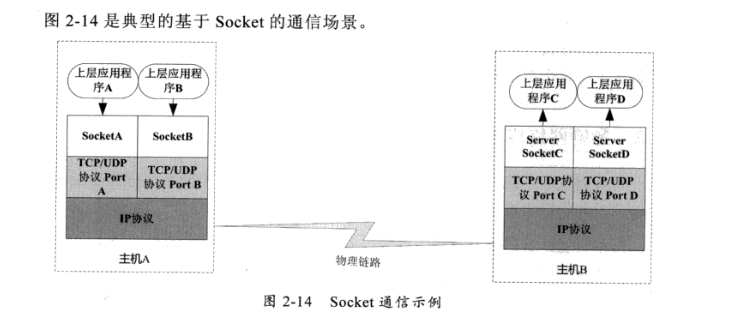 图 2-14 是典型的基于 Socket 的通信场景。
上层应用程
序A
上层应用程
序B
SocketA
SocketB
TCP/UDP
协议 Port
A
TCP/UDP
协议 Port B
IP协议
主机A
物理链路
上层应用
程序C
上层应用
程序D
Server
SocketC
Server
SocketD
TCP/UDP协
议 Port C
TCP/UDP
协议 Port D
IP协议
主机B
图 2-14 Socket 通信示例